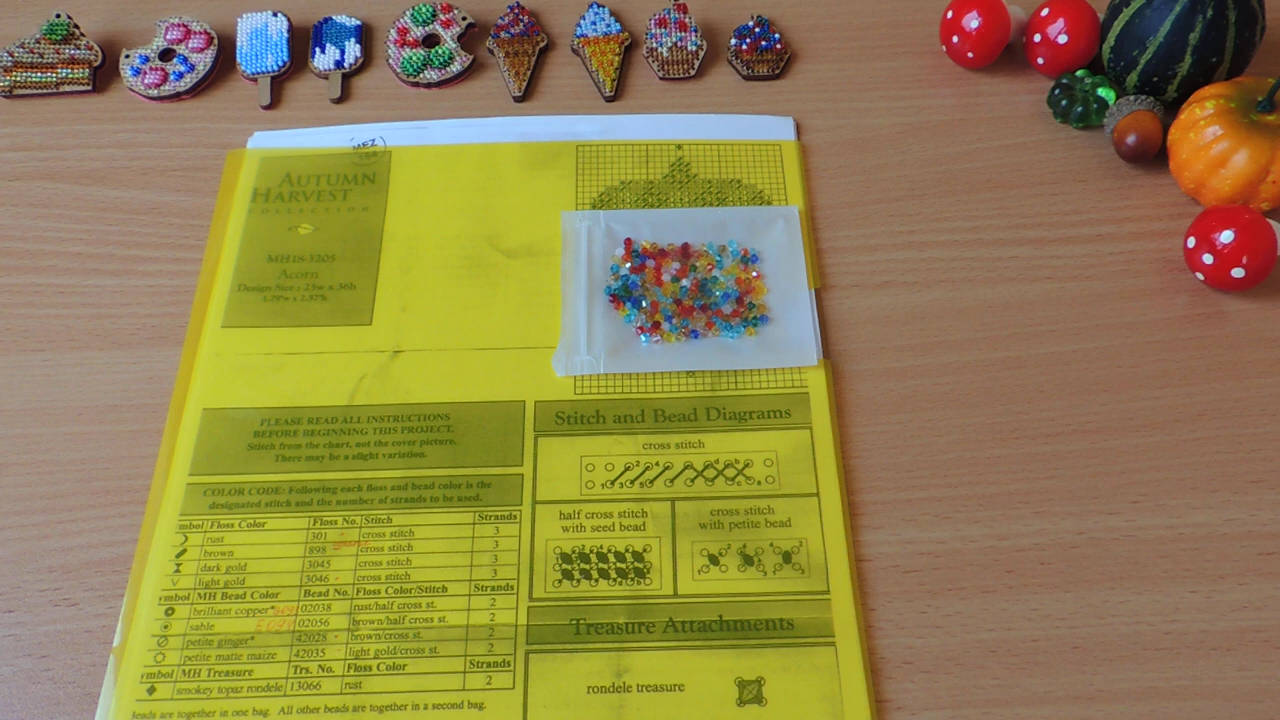 MEZ
AUTUMN
HARVEST
COLLECTION
MH18-3205
Acorn
Design Size : 25w x 36h
PLEASE READ ALL INSTRUCTIONS
BEFORE BEGINNING THIS PROJECT.
Stitch from the chart, not the cover picture.
There may be a slight variation.
COLOR CODE: Following each floss and bead color is the
designated stitch and the number of strands to be used.
ymbol Floss Color Floss No. Stitch Strands
rust 301 cross stitch 3
brown 898 cross stitch 3
dark gold 3045 cross stitch 3
light gold 3046 cross stitch 3
ymbol MH Bead Color Bead No. Floss Color/Stitch Strands
brilliant copper* 02038 rust/half cross st. 2
sable 02056 brown/half cross st. 2
petite ginger* 42028 brown/cross st. 2
petite matte maize 42035 light gold/cross st. 2
ymbol MH Treasure Trs. No. Floss Color Strands
smokey topaz rondele 13066 rust 2
Beads are together in one bag. All other beads are together in a second bag.
Stitch and Bead Diagrams
cross stitch
half cross stitch
with seed bead
cross stitch
with petite bead
Treasure Attachments
rondele treasure